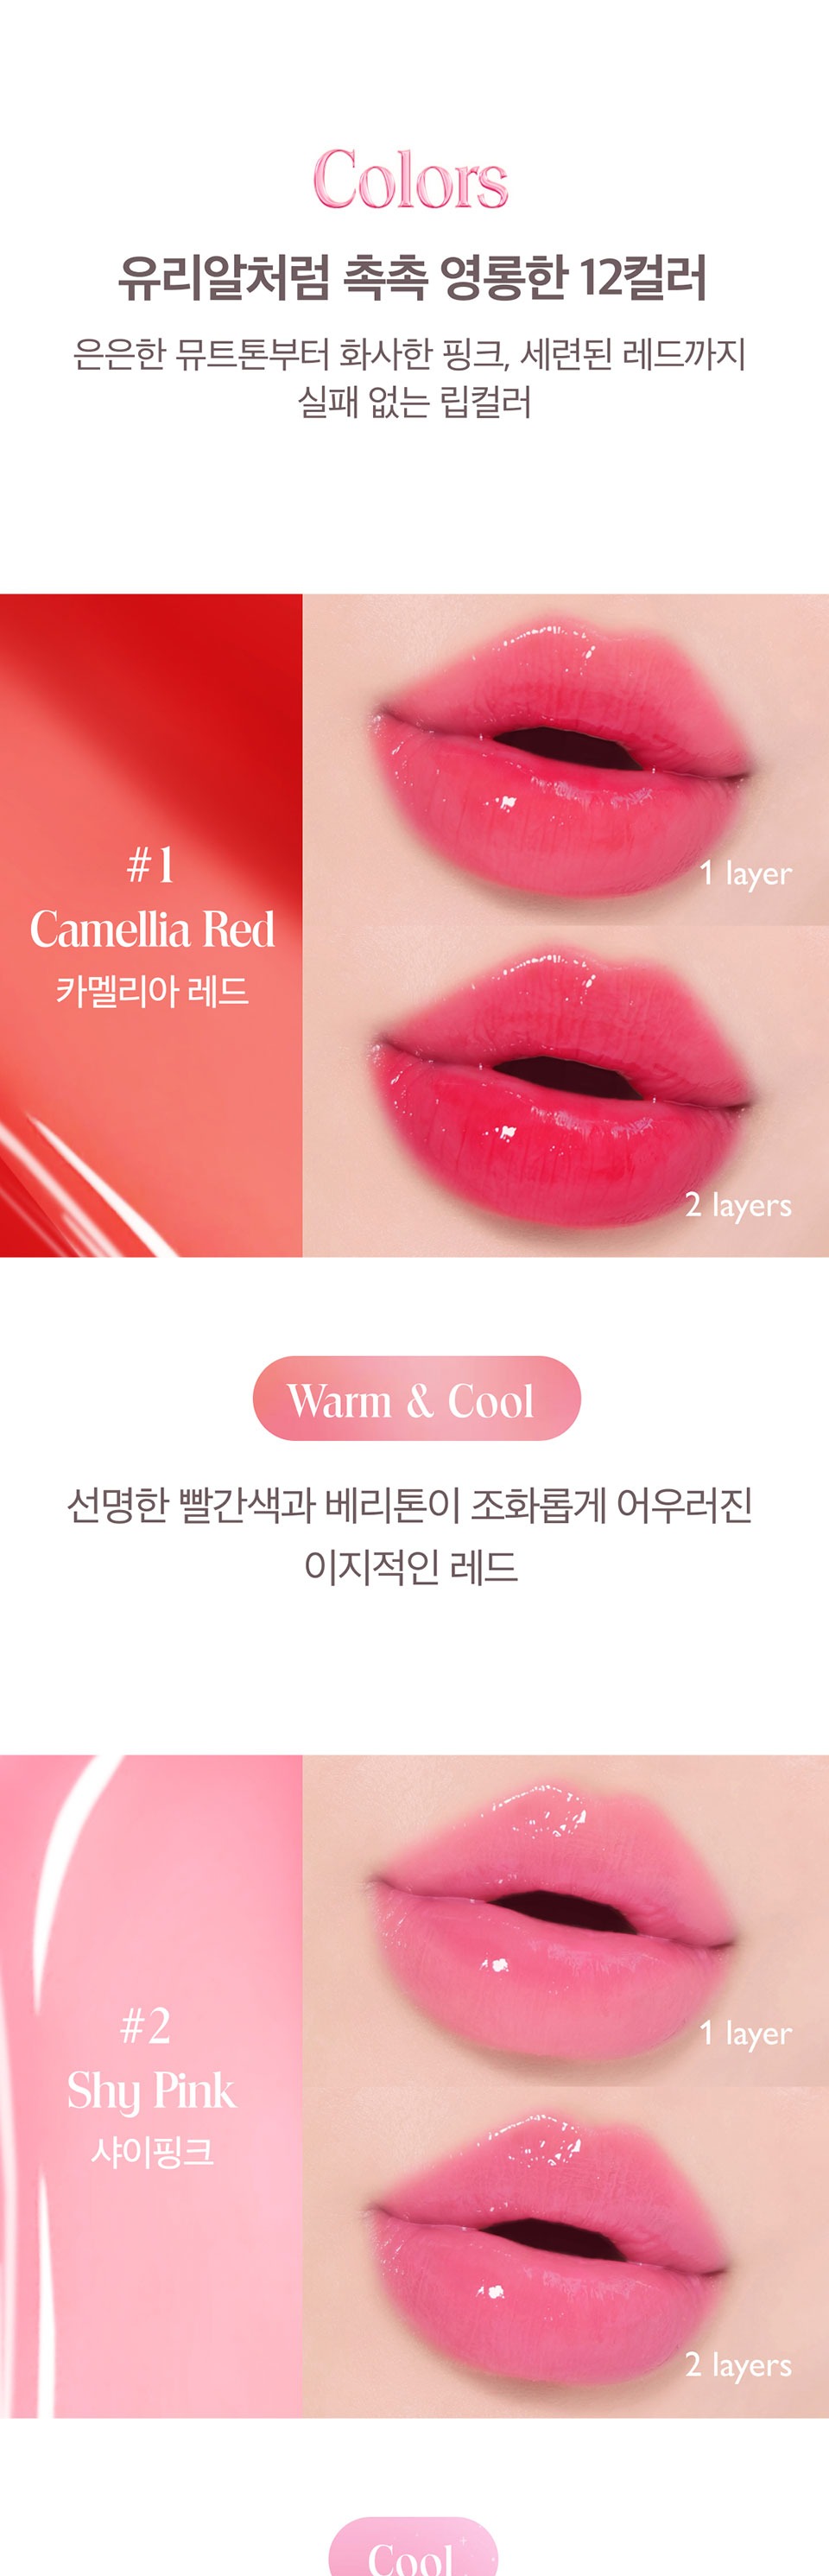 Colors
유리알처럼 촉촉 영롱한 12컬러
은은한 뮤트톤부터 화사한 핑크, 세련된 레드까지
실패 없는 립컬러
#1
Camellia Red
카멜리아 레드
1 layer
2 layers
Warm & Cool
선명한 빨간색과 베리톤이 조화롭게 어우러진
이지적인 레드
#2
Shy Pink
샤이핑크
1 layer
2 layers
Cool